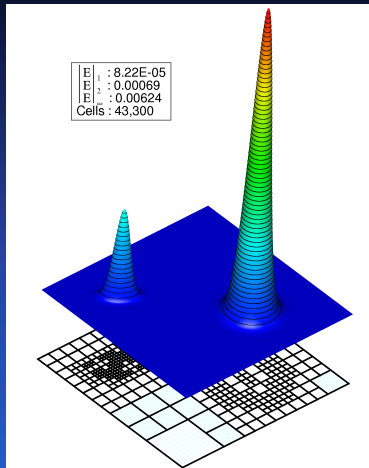 |E|₁ : 8.22E-05
|E|₂ : 0.00069
|E|∞ : 0.00624
Cells : 43,300